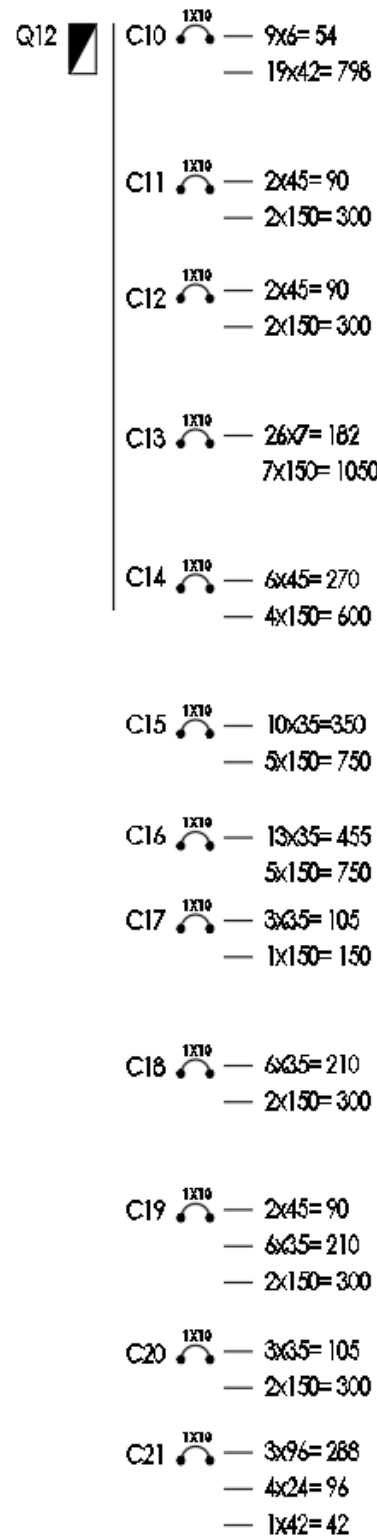 1X10
Q12 C10 9x6= 54
19x42= 798
1X10
C11 2x45= 90
2x150= 300
1X10
C12 2x45= 90
2x150= 300
1X10
C13 26x7= 182
7x150= 1050
1X10
C14 6x45= 270
4x150= 600
1X10
C15 10x35=350
5x150= 750
1X10
C16 13x35= 455
5x150= 750
1X10
C17 3x35= 105
1x150= 150
1X10
C18 6x35= 210
2x150= 300
1X10
C19 2x45= 90
6x35= 210
2x150= 300
1X10
C20 3x35= 105
2x150= 300
1X10
C21 3x96= 288
4x24= 96
1x42= 42